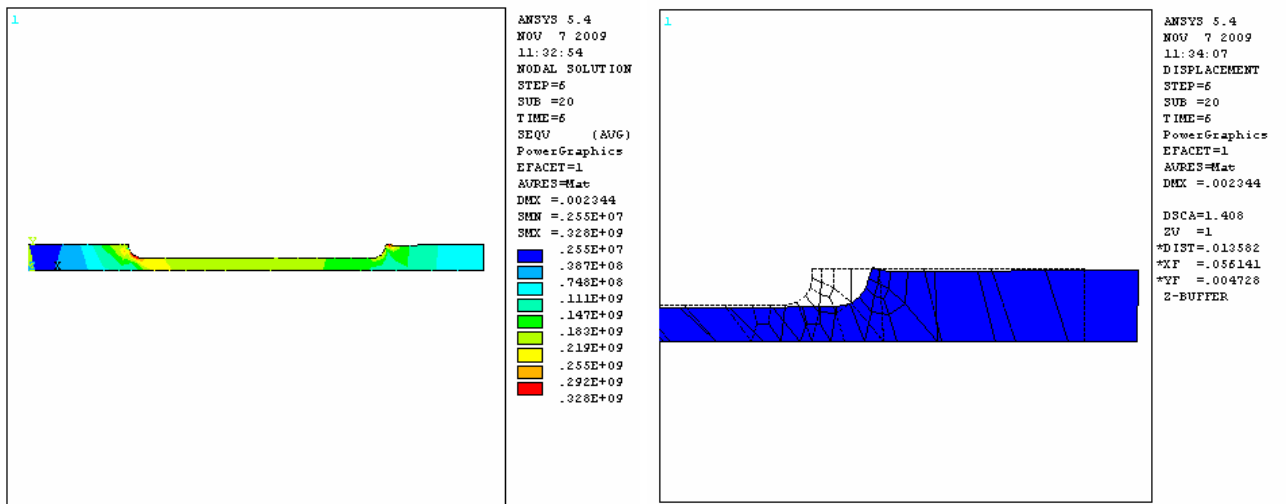 1
ANSYS 5.4
NOV 7 2009
11:32:54
NODAL SOLUTION
STEP=6
SUB =20
TIME=6
SEQV (AVG)
PowerGraphics
EFACET=1
AVRES=Mat
DMX =.002344
SMN =.255E+07
SMX =.328E+09
.255E+07
.387E+08
.748E+08
.111E+09
.147E+09
.183E+09
.219E+09
.255E+09
.292E+09
.328E+09
1
ANSYS 5.4
NOV 7 2009
11:34:07
DISPLACEMENT
STEP=6
SUB =20
TIME=6
PowerGraphics
EFACET=1
AVRES=Mat
DMX =.002344
DSCA=1.408
ZV =1
*DIST=.013582
*XF =.056141
*YF =.004728
Z-BUFFER